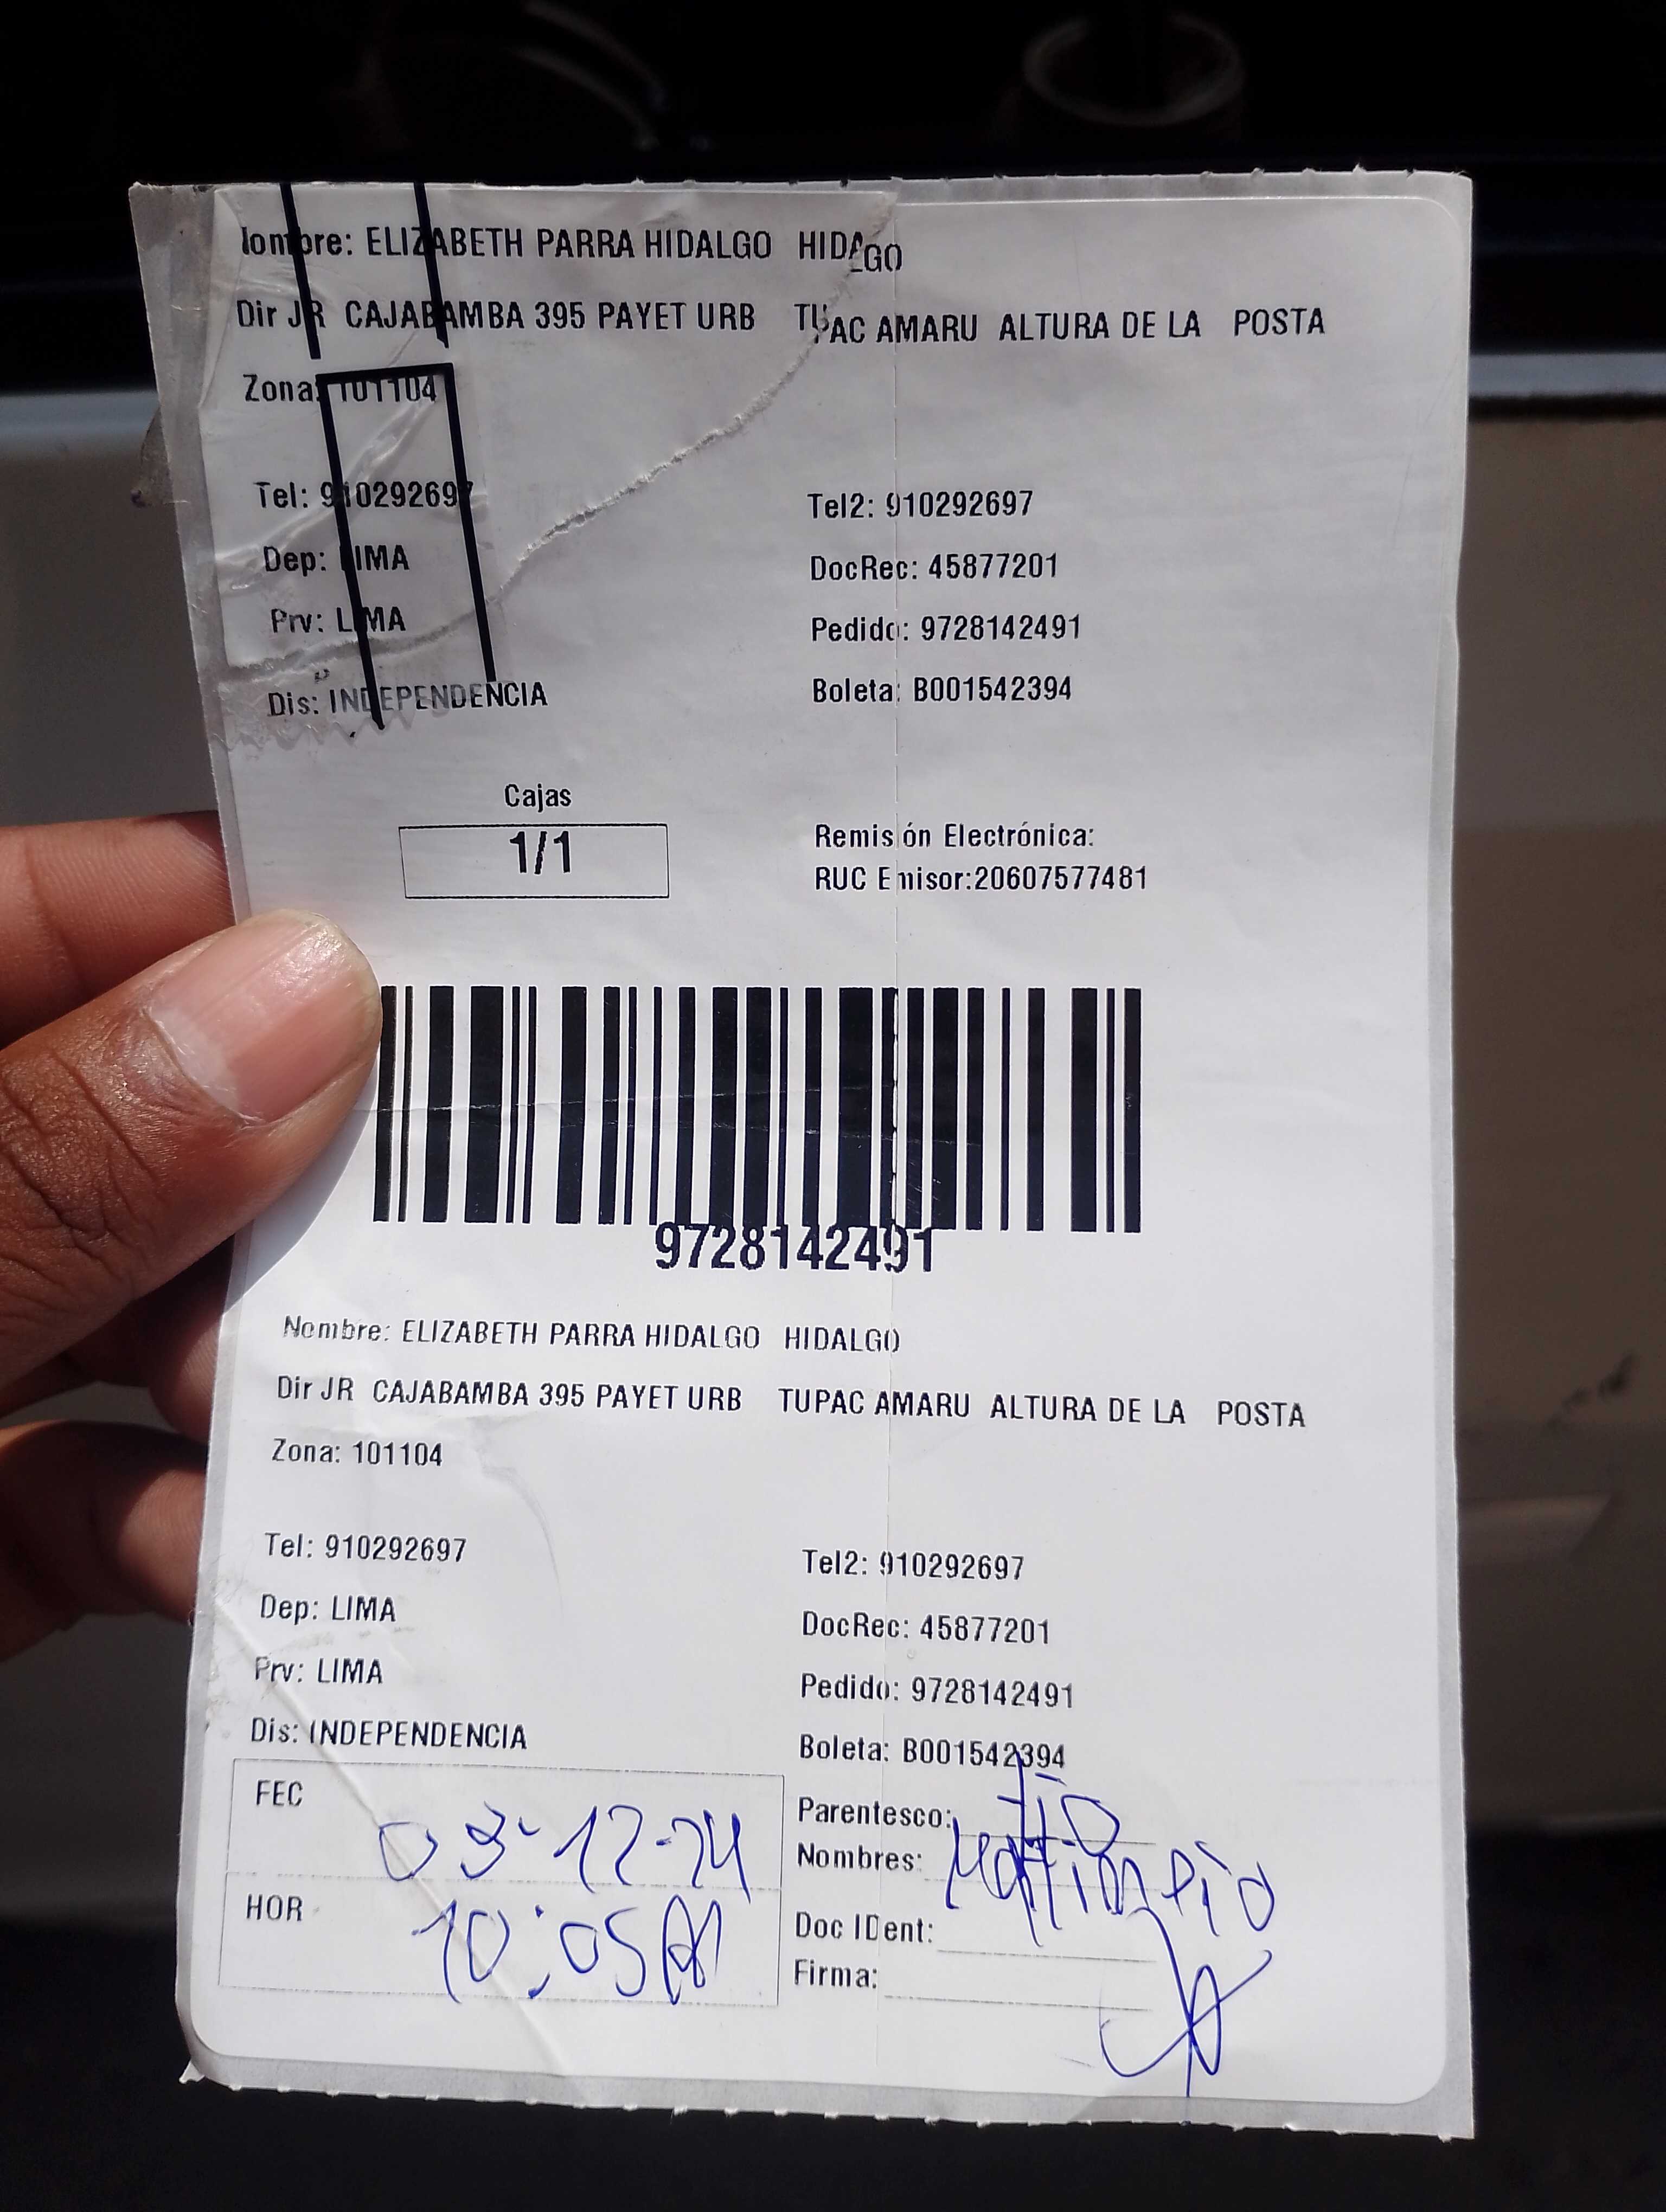 Nombre: ELIZABETH PARRA HIDALGO HIDALGO
Dir JR CAJABAMBA 395 PAYET URB TUPAC AMARU ALTURA DE LA POSTA
Zona: 101104
Tel: 910292697 Tel2: 910292697
Dep: LIMA DocRec: 45877201
Prv: LIMA Pedido: 9728142491
Dis: INDEPENDENCIA Boleta: B001542394
Cajas
1/1
Remisión Electrónica:
RUC Emisor:20607577481
9728142491
Nombre: ELIZABETH PARRA HIDALGO HIDALGO
Dir JR CAJABAMBA 395 PAYET URB TUPAC AMARU ALTURA DE LA POSTA
Zona: 101104
Tel: 910292697 Tel2: 910292697
Dep: LIMA DocRec: 45877201
Prv: LIMA Pedido: 9728142491
Dis: INDEPENDENCIA Boleta: B001542394
FEC 03-12-24
HOR 10:05 AM
Parentesco: Tio
Nombres:
Doc IDent:
Firma: